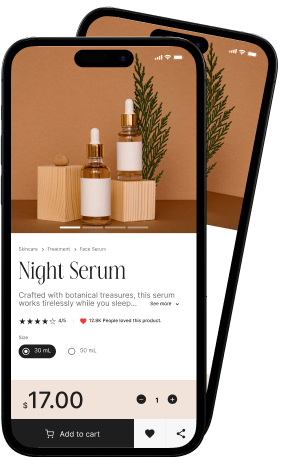 Skincare > Treatment > Face Serum
Night Serum
Crafted with botanical treasures, this serum
works tirelessly while you sleep... See more
4/5 12.8K People loved this product.
Size
30 mL 50 mL
$17.00 1
Add to cart